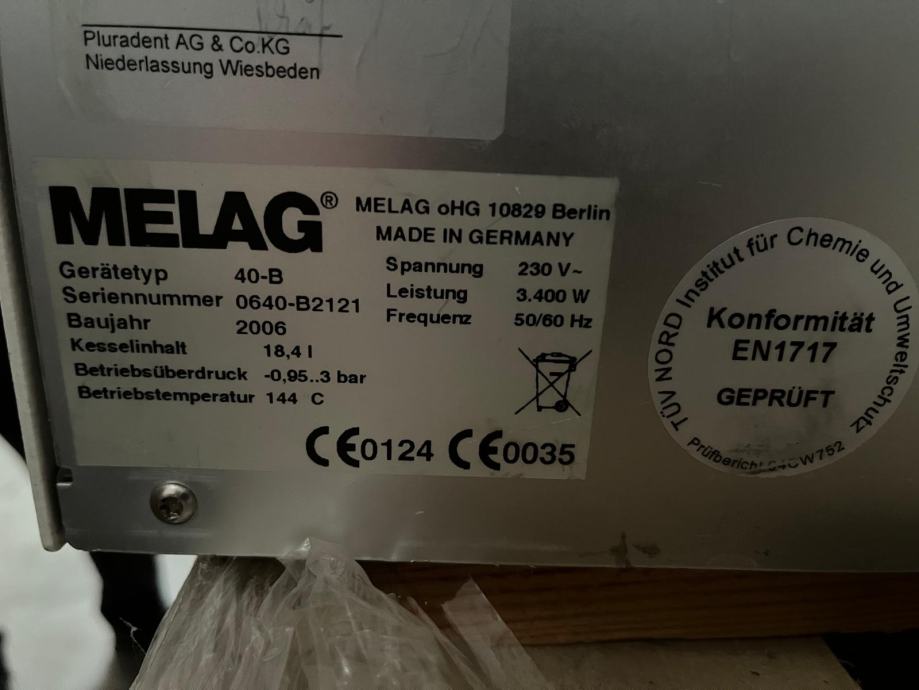 Pluradent AG & Co.KG
Niederlassung Wiesbeden
MELAG® MELAG oHG 10829 Berlin
MADE IN GERMANY
Gerätetyp 40-B
Seriennummer 0640-B2121
Baujahr 2006
Kesselinhalt 18,4 l
Betriebsüberdruck -0,95..3 bar
Betriebstemperatur 144 C
Spannung 230 V~
Leistung 3.400 W
Frequenz 50/60 Hz
CE0124 CE0035
TÜV NORD Institut für Chemie und Umweltschutz
Konformität
EN1717
GEPRÜFT
Prüfbericht